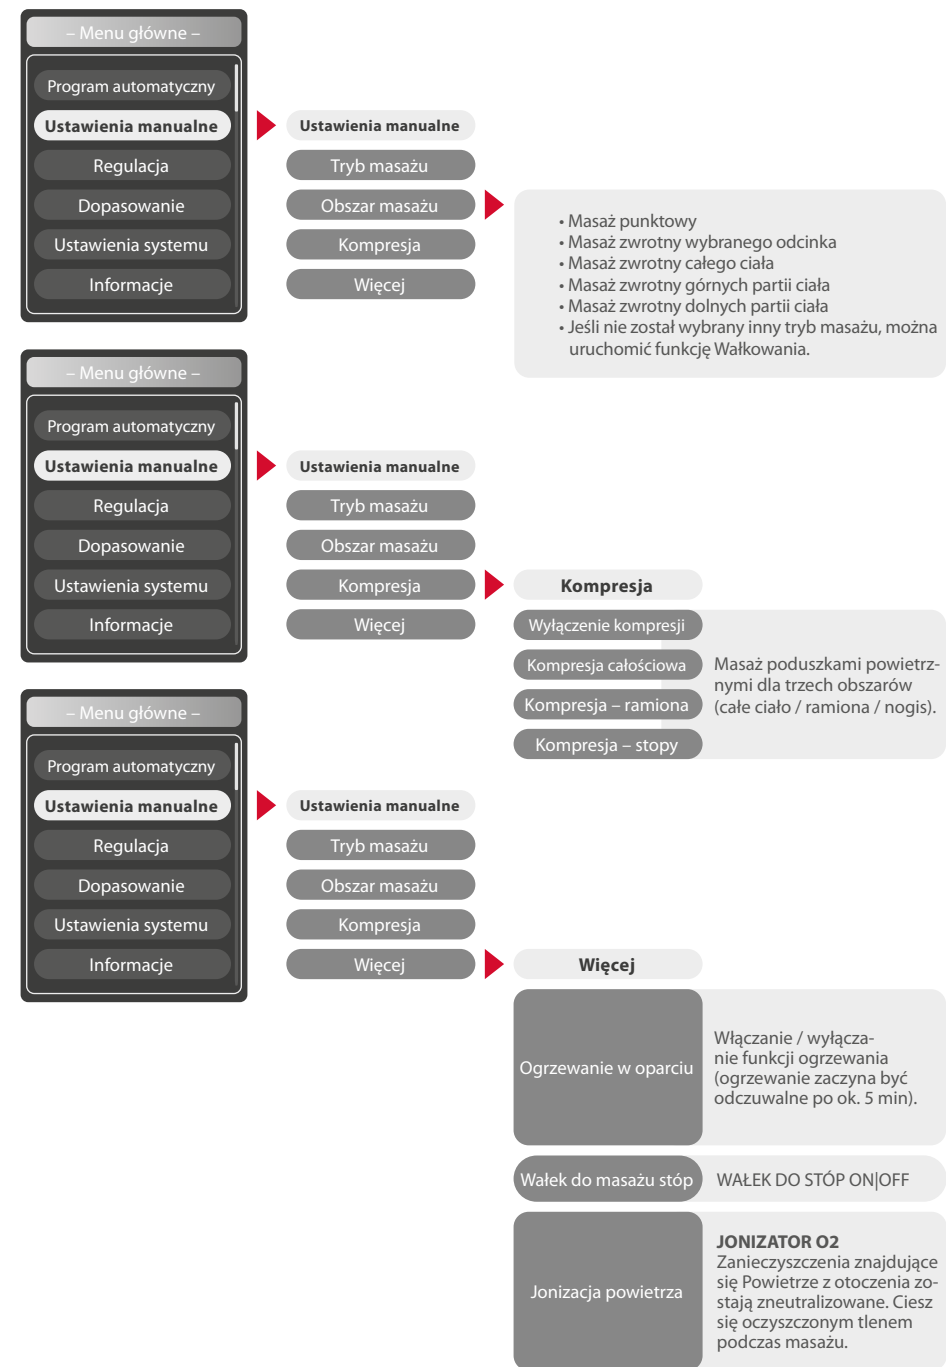 – Menu główne –
Program automatyczny
Ustawienia manualne
Regulacja
Dopasowanie
Ustawienia systemu
Informacje
Ustawienia manualne
Tryb masażu
Obszar masażu
Kompresja
Więcej
• Masaż punktowy
• Masaż zwrotny wybranego odcinka
• Masaż zwrotny całego ciała
• Masaż zwrotny górnych partii ciała
• Masaż zwrotny dolnych partii ciała
• Jeśli nie został wybrany inny tryb masażu, można
uruchomić funkcję Wałkowania.
– Menu główne –
Program automatyczny
Ustawienia manualne
Regulacja
Dopasowanie
Ustawienia systemu
Informacje
Ustawienia manualne
Tryb masażu
Obszar masażu
Kompresja
Więcej
Kompresja
Wyłączenie kompresji
Kompresja całościowa
Kompresja – ramiona
Kompresja – stopy
Masaż poduszkami powietrz-
nymi dla trzech obszarów
(całe ciało / ramiona / nogis).
– Menu główne –
Program automatyczny
Ustawienia manualne
Regulacja
Dopasowanie
Ustawienia systemu
Informacje
Ustawienia manualne
Tryb masażu
Obszar masażu
Kompresja
Więcej
Więcej
Ogrzewanie w oparciu
Włączanie / wyłącza-
nie funkcji ogrzewania
(ogrzewanie zaczyna być
odczuwalne po ok. 5 min).
Wałek do masażu stóp
WAŁEK DO STÓP ON|OFF
Jonizacja powietrza
JONIZATOR O2
Zanieczyszczenia znajdujące
się Powietrze z otoczenia zo-
stają zneutralizowane. Ciesz
się oczyszczonym tlenem
podczas masażu.